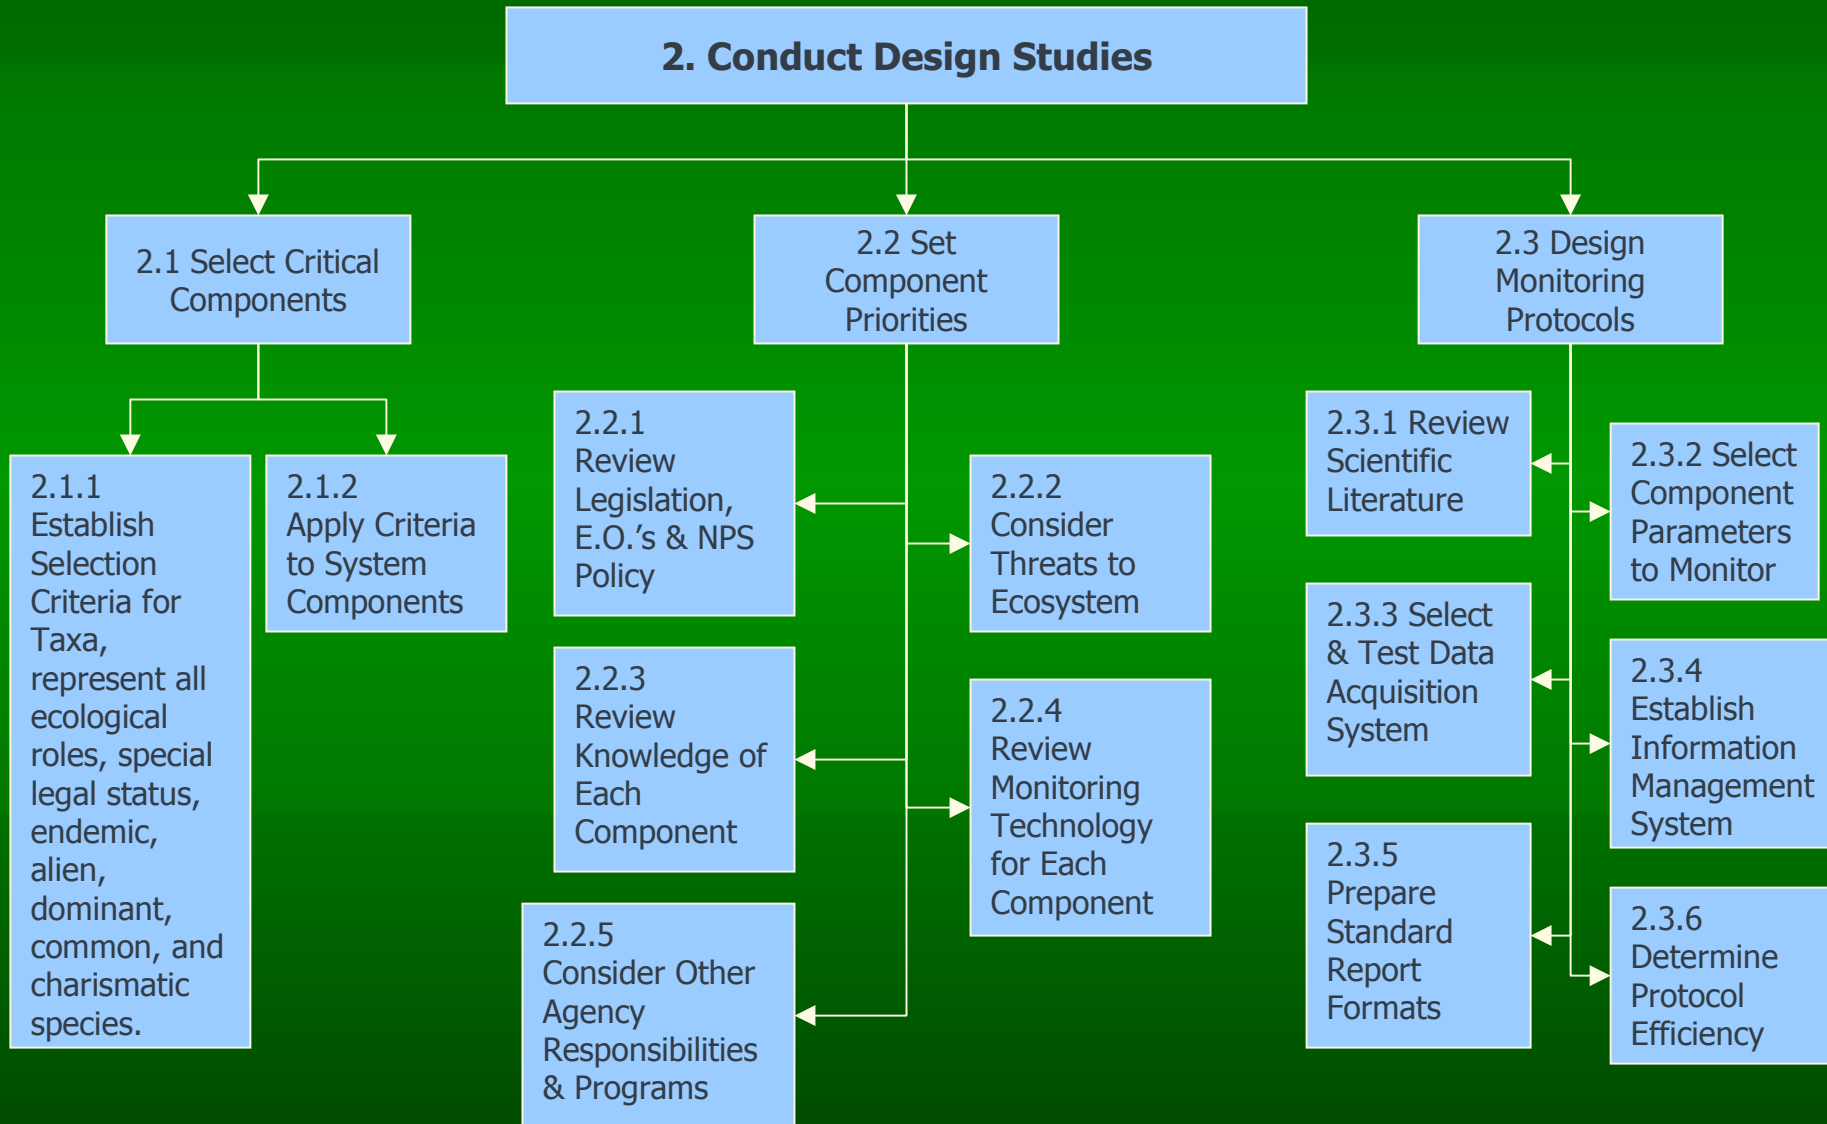 2. Conduct Design Studies
2.1 Select Critical
Components
2.2 Set
Component
Priorities
2.3 Design
Monitoring
Protocols
2.1.1
Establish
Selection
Criteria for
Taxa,
represent all
ecological
roles, special
legal status,
endemic,
alien,
dominant,
common, and
charismatic
species.
2.1.2
Apply Criteria
to System
Components
2.2.1
Review
Legislation,
E.O.’s & NPS
Policy
2.2.2
Consider
Threats to
Ecosystem
2.2.3
Review
Knowledge of
Each
Component
2.2.4
Review
Monitoring
Technology
for Each
Component
2.2.5
Consider Other
Agency
Responsibilities
& Programs
2.3.1 Review
Scientific
Literature
2.3.2 Select
Component
Parameters
to Monitor
2.3.3 Select
& Test Data
Acquisition
System
2.3.4
Establish
Information
Management
System
2.3.5
Prepare
Standard
Report
Formats
2.3.6
Determine
Protocol
Efficiency